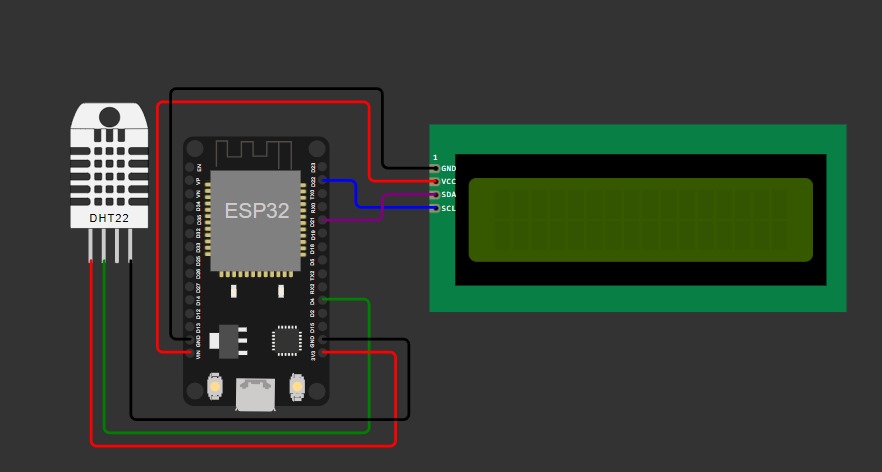 DHT22
EN
VP
VN
D34
D35
D32
D33
D25
D26
D27
D14
D12
D13
GND
VIN
ESP32
D23
D22
TX0
RX0
D21
D19
D18
D5
TX2
RX2
D4
D2
D15
GND
3V3
1
GND
VCC
SDA
SCL